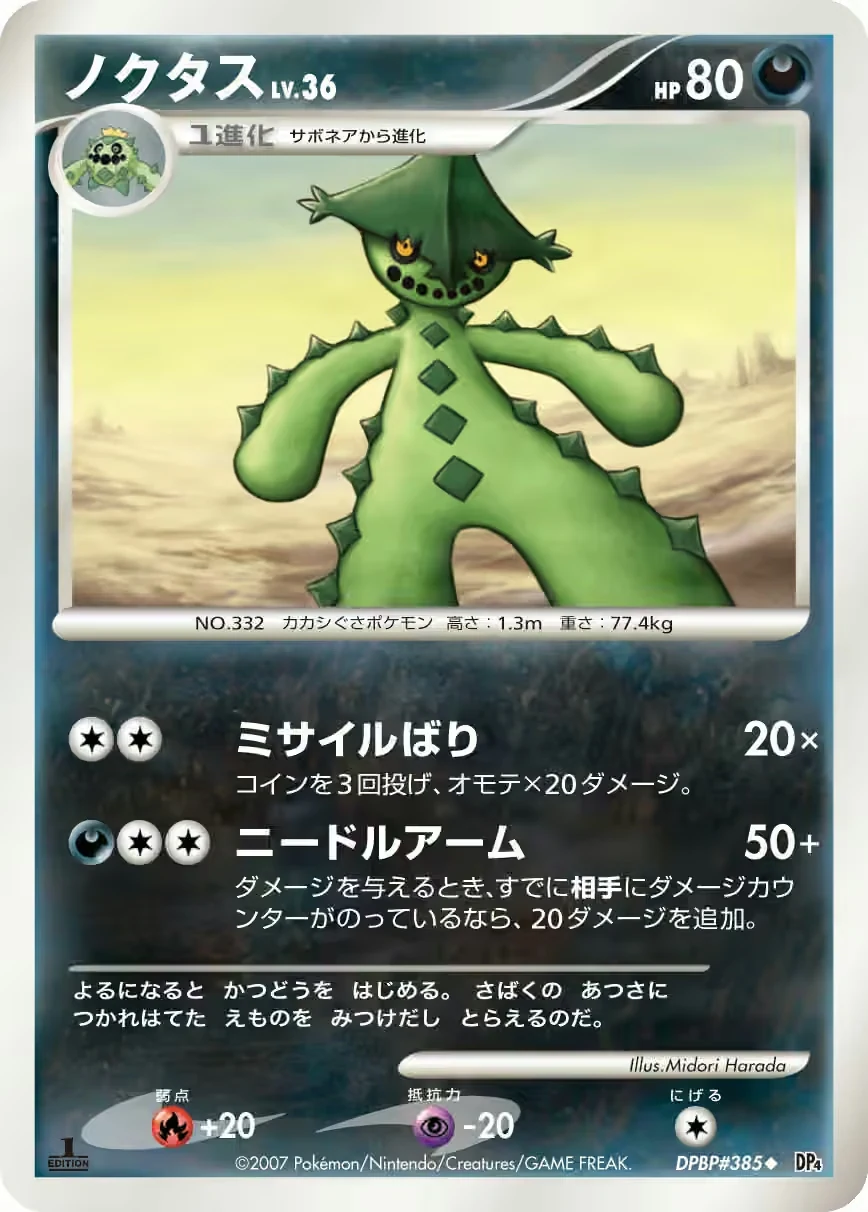 ノクタス LV.36 HP 80
1進化 サボネアから進化
NO.332 カカシぐさポケモン 高さ：1.3m 重さ：77.4kg
ミサイルばり 20×
コインを3回投げ、オモテ×20ダメージ。
ニードルアーム 50+
ダメージを与えるとき、すでに相手にダメージカウ
ンターがのっているなら、20ダメージを追加。
よるになると かつどうを はじめる。 さばくの あつさに
つかれはてた えものを みつけだし とらえるのだ。
Illus.Midori Harada
弱点 抵抗力 にげる
+20 -20
1 EDITION
©2007 Pokémon/Nintendo/Creatures/GAME FREAK. DPBP#385◆ DP4